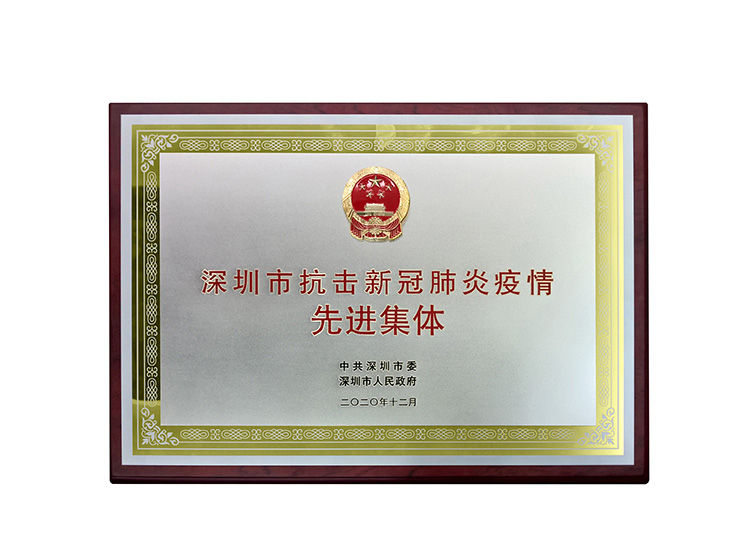 深圳市抗击新冠肺炎疫情
先进集体
中共深圳市委
深圳市人民政府
二〇二〇年十二月